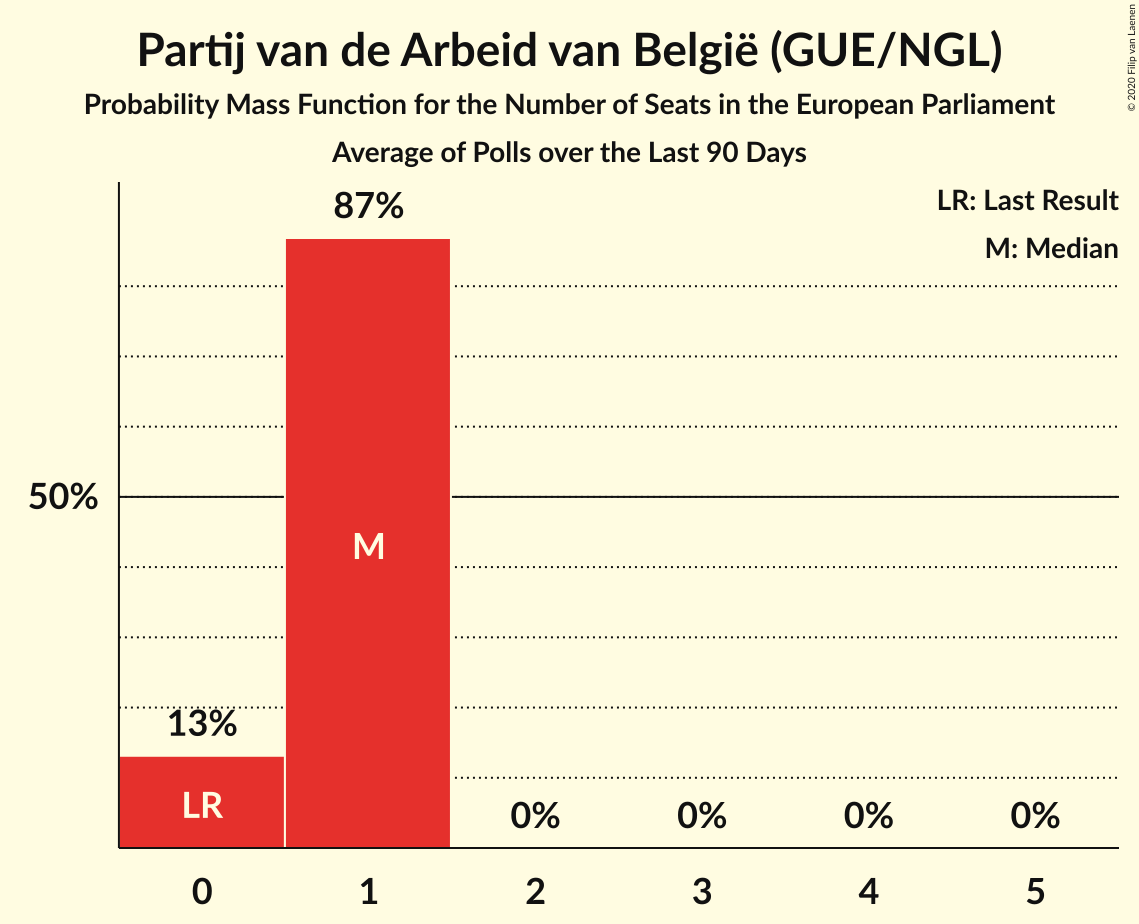 Partij van de Arbeid van België (GUE/NGL)
Probability Mass Function for the Number of Seats in the European Parliament
Average of Polls over the Last 90 Days
© 2020 Filip van Laenen
LR: Last Result
M: Median
87%
50%
M
13%
LR
0%
0%
0%
0%
0
1
2
3
4
5